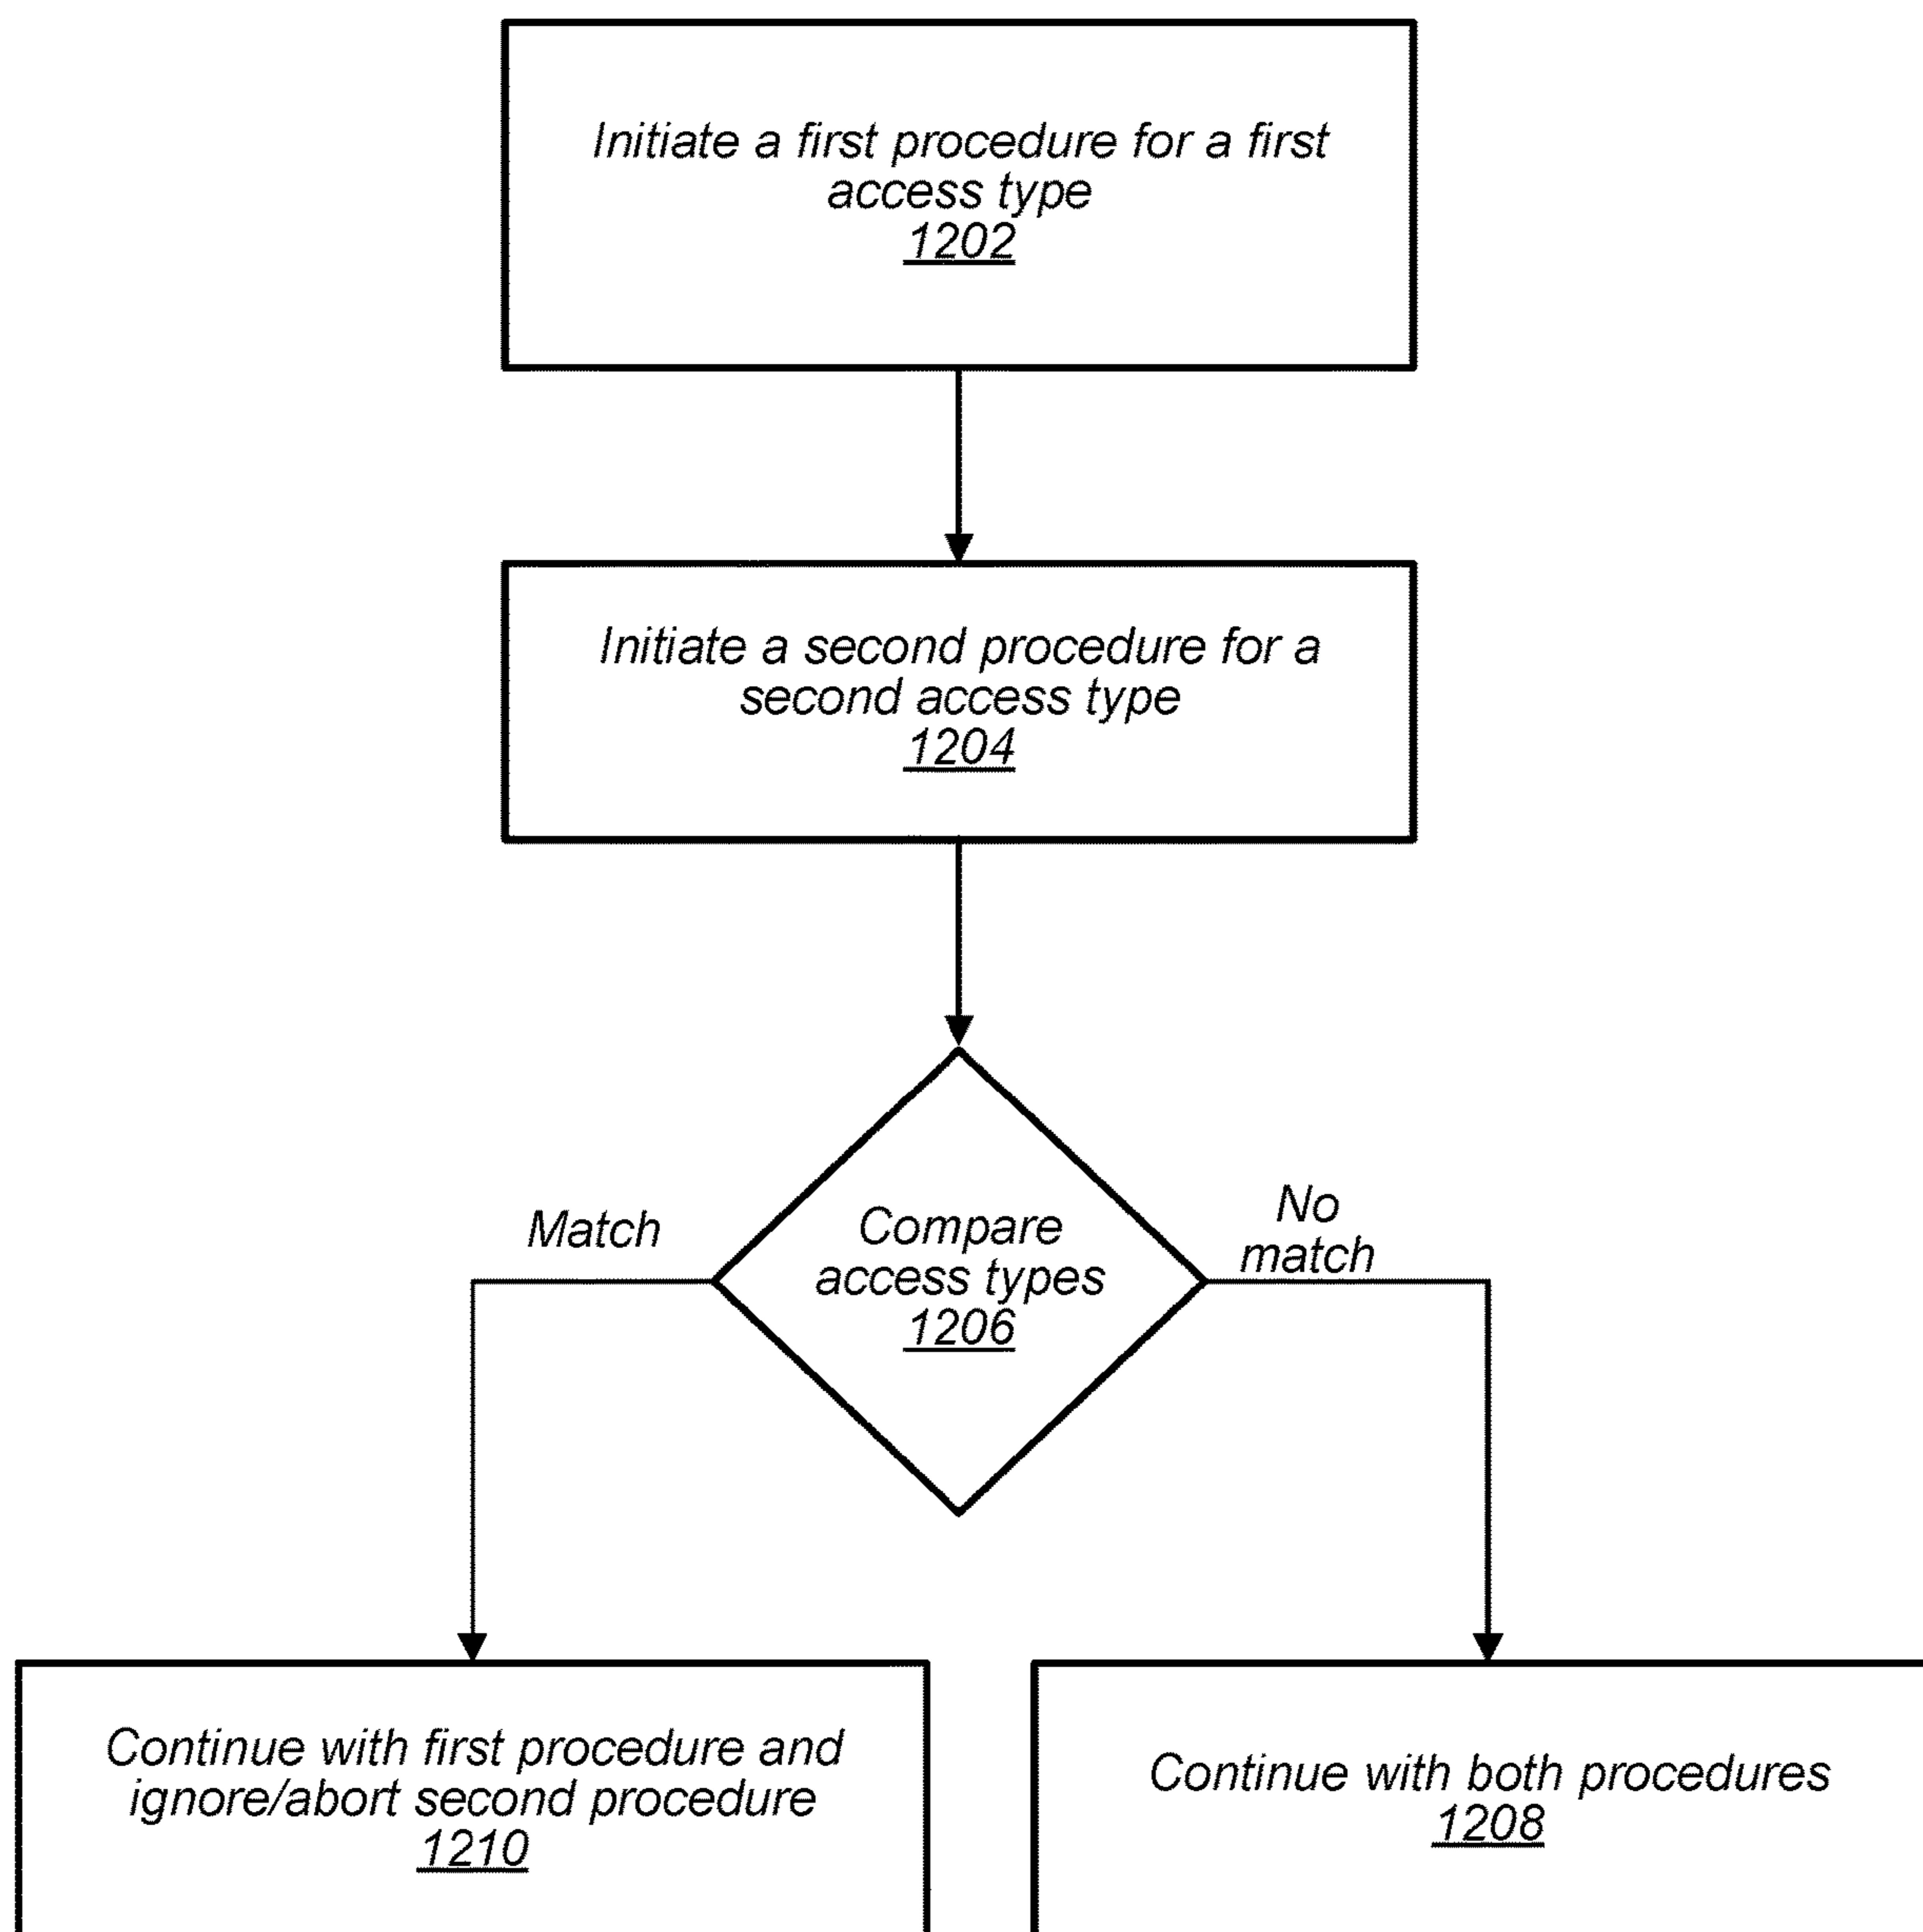 Initiate a first procedure for a first
access type
1202
Initiate a second procedure for a
second access type
1204
Match
No
match
Compare
access types
1206
Continue with first procedure and
ignore/abort second procedure
1210
Continue with both procedures
1208